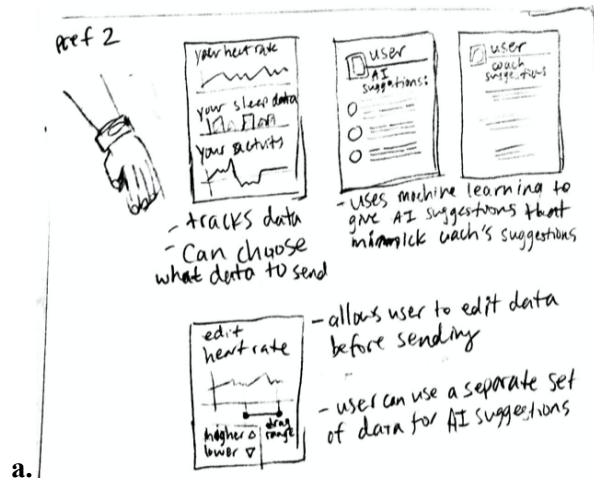 pref 2
your heart rate
your sleep data
your activity
user
AI
suggestions:
user
coach
suggestions
- tracks data
- Can choose
what data to send
- uses machine learning to
give AI suggestions that
mimmick coach's suggestions
edit
heart rate
drag
range
higher △
lower ▽
- allows user to edit data
before sending
- user can use a separate set
of data for AI suggestions
a.